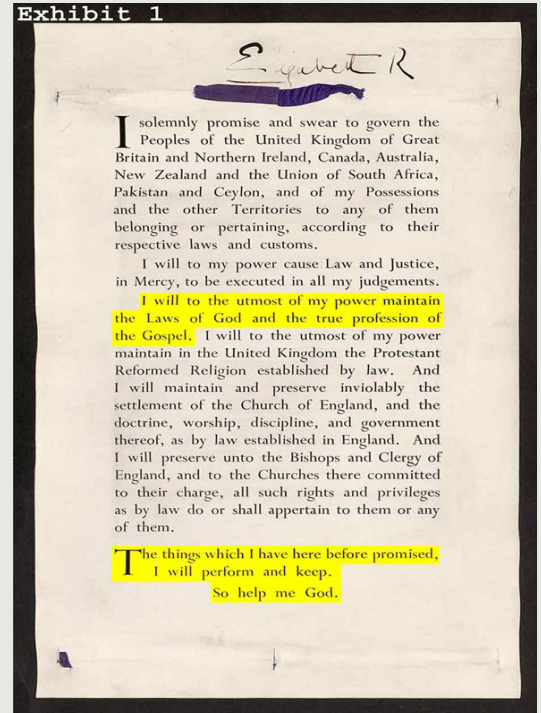 Exhibit 1
Elizabeth R
I solemnly promise and swear to govern the
Peoples of the United Kingdom of Great
Britain and Northern Ireland, Canada, Australia,
New Zealand and the Union of South Africa,
Pakistan and Ceylon, and of my Possessions
and the other Territories to any of them
belonging or pertaining, according to their
respective laws and customs.
I will to my power cause Law and Justice,
in Mercy, to be executed in all my judgements.
I will to the utmost of my power maintain
the Laws of God and the true profession of
the Gospel. I will to the utmost of my power
maintain in the United Kingdom the Protestant
Reformed Religion established by law. And
I will maintain and preserve inviolably the
settlement of the Church of England, and the
doctrine, worship, discipline, and government
thereof, as by law established in England. And
I will preserve unto the Bishops and Clergy of
England, and to the Churches there committed
to their charge, all such rights and privileges
as by law do or shall appertain to them or any
of them.
The things which I have here before promised,
I will perform and keep.
So help me God.